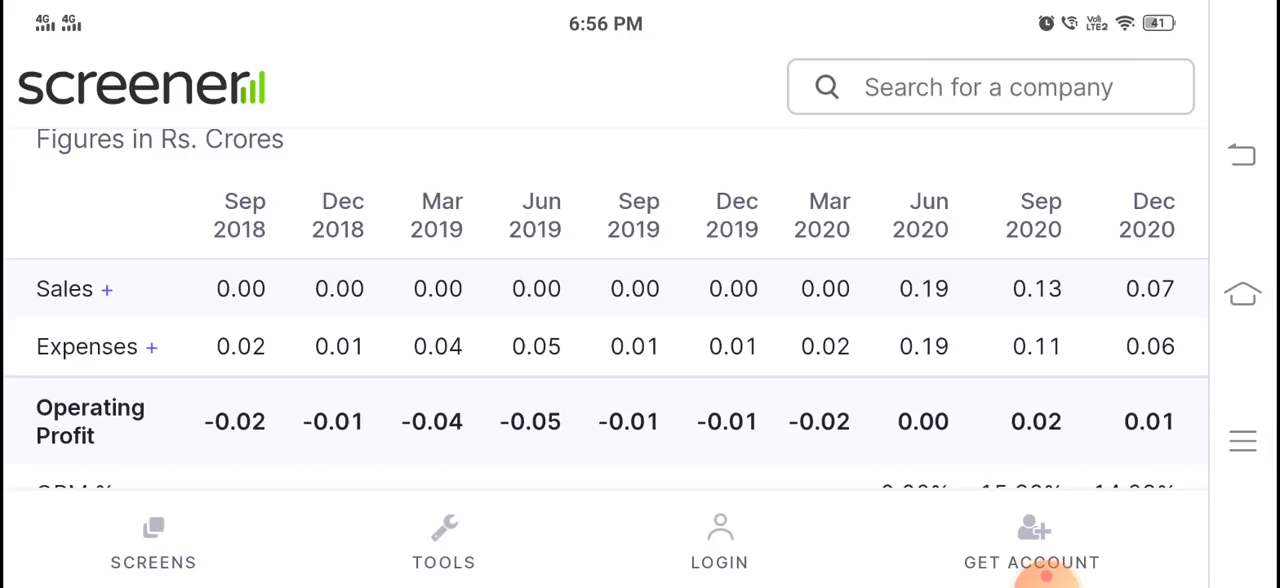 4G 4G 6:56 PM Vo) LTE2 41
screener Search for a company
Figures in Rs. Crores
Sep 2018 Dec 2018 Mar 2019 Jun 2019 Sep 2019 Dec 2019 Mar 2020 Jun 2020 Sep 2020 Dec 2020
Sales + 0.00 0.00 0.00 0.00 0.00 0.00 0.00 0.19 0.13 0.07
Expenses + 0.02 0.01 0.04 0.05 0.01 0.01 0.02 0.19 0.11 0.06
Operating Profit -0.02 -0.01 -0.04 -0.05 -0.01 -0.01 -0.02 0.00 0.02 0.01
SCREENS TOOLS LOGIN GET ACCOUNT